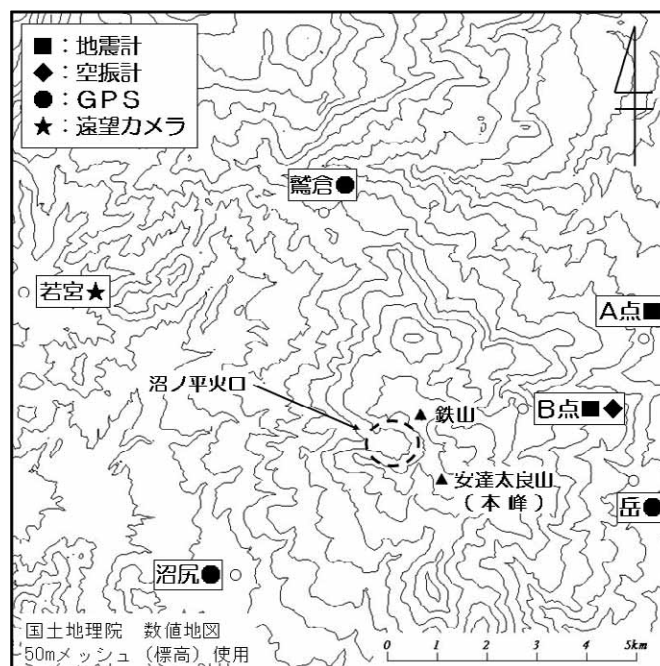 ■：地震計
◆：空振計
●：ＧＰＳ
★：遠望カメラ
鷲倉●
若宮★
A点■
沼ノ平火口
▲鉄山
B点■◆
▲安達太良山
（本峰）
岳●
沼尻●
国土地理院　数値地図
50mメッシュ（標高）使用
0 1 2 3 4 5km